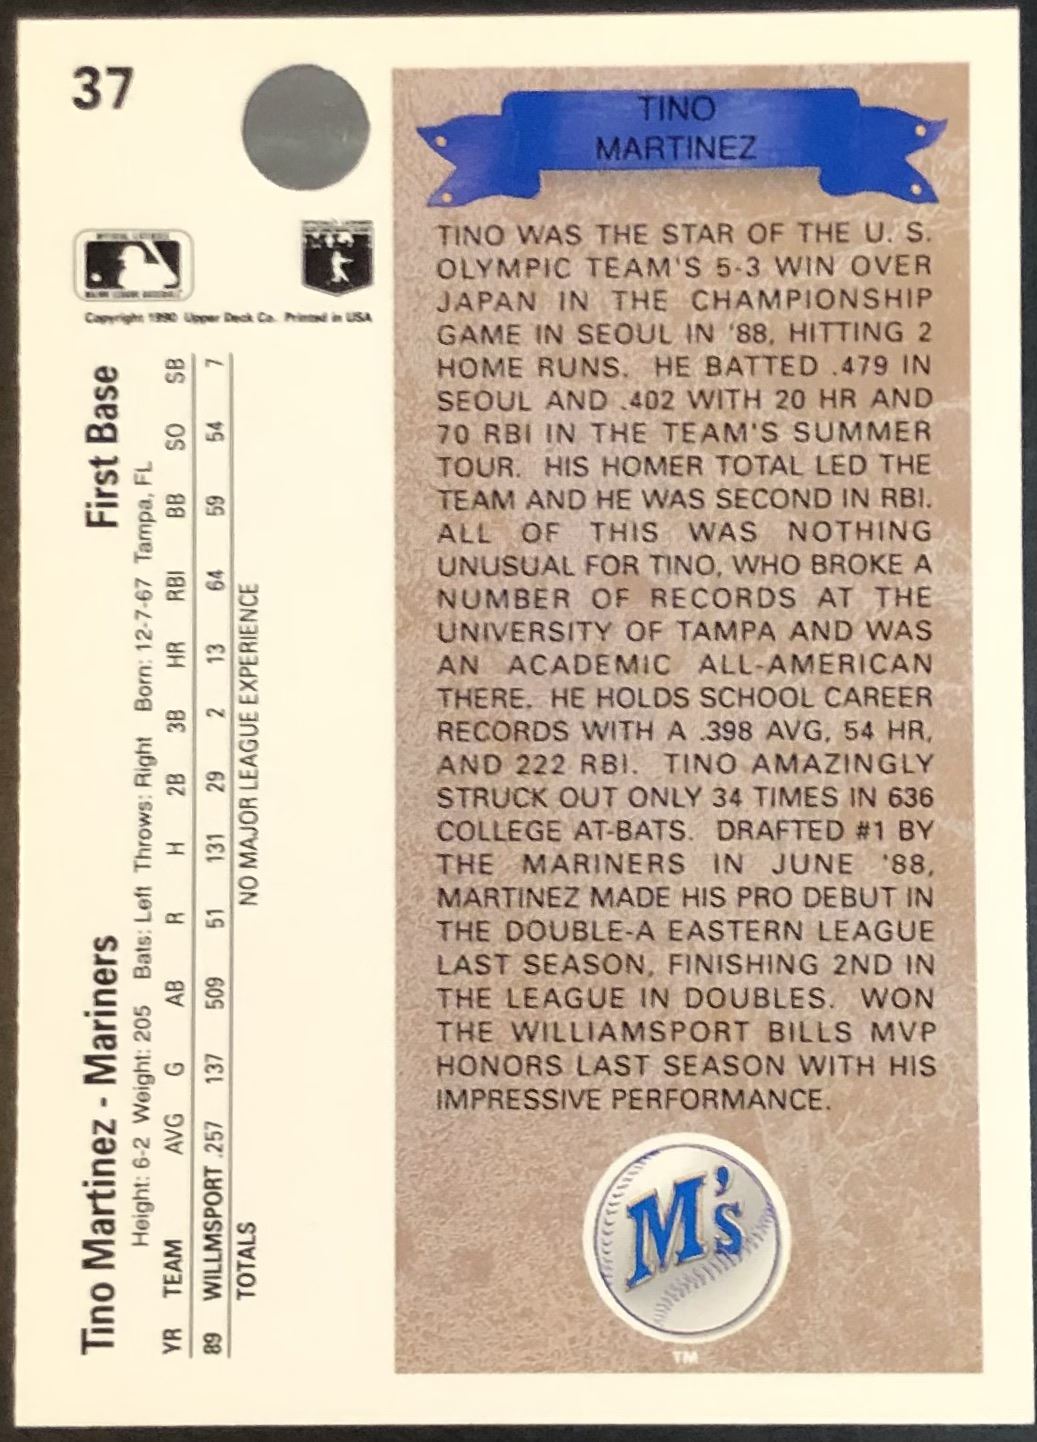 37
OFFICIAL LICENSEE
MAJOR LEAGUE BASEBALL
Copyright 1990 Upper Deck Co. Printed in USA
Tino Martinez - Mariners First Base
Height: 6-2 Weight: 205 Bats: Left Throws: Right Born: 12-7-67 Tampa, FL
YR TEAM AVG G AB R H 2B 3B HR RBI BB SO SB
89 WILLMSPORT .257 137 509 51 131 29 2 13 64 59 54 7
TOTALS NO MAJOR LEAGUE EXPERIENCE
TINO
MARTINEZ
TINO WAS THE STAR OF THE U. S.
OLYMPIC TEAM'S 5-3 WIN OVER
JAPAN IN THE CHAMPIONSHIP
GAME IN SEOUL IN '88, HITTING 2
HOME RUNS. HE BATTED .479 IN
SEOUL AND .402 WITH 20 HR AND
70 RBI IN THE TEAM'S SUMMER
TOUR. HIS HOMER TOTAL LED THE
TEAM AND HE WAS SECOND IN RBI.
ALL OF THIS WAS NOTHING
UNUSUAL FOR TINO, WHO BROKE A
NUMBER OF RECORDS AT THE
UNIVERSITY OF TAMPA AND WAS
AN ACADEMIC ALL-AMERICAN
THERE. HE HOLDS SCHOOL CAREER
RECORDS WITH A .398 AVG, 54 HR,
AND 222 RBI. TINO AMAZINGLY
STRUCK OUT ONLY 34 TIMES IN 636
COLLEGE AT-BATS. DRAFTED #1 BY
THE MARINERS IN JUNE '88,
MARTINEZ MADE HIS PRO DEBUT IN
THE DOUBLE-A EASTERN LEAGUE
LAST SEASON, FINISHING 2ND IN
THE LEAGUE IN DOUBLES. WON
THE WILLIAMSPORT BILLS MVP
HONORS LAST SEASON WITH HIS
IMPRESSIVE PERFORMANCE.
M's
TM